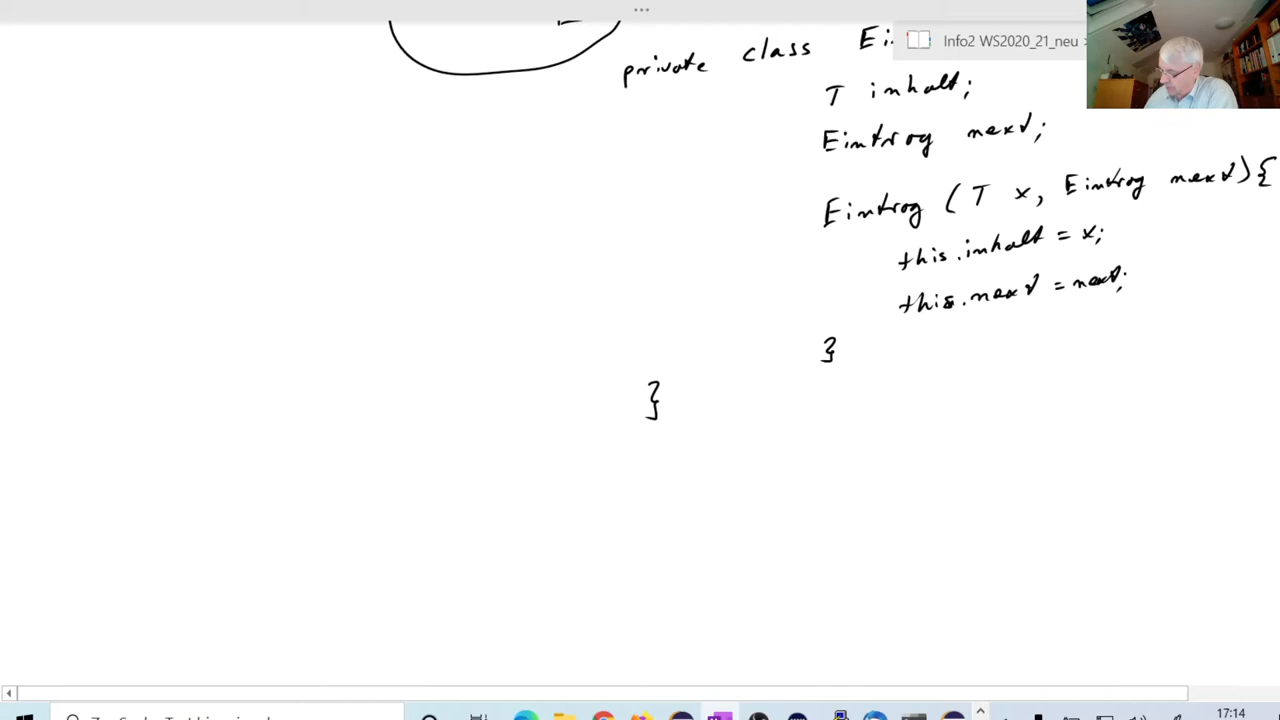 Info2 WS2020_21_neu
private class Ei
T inhalt;
Eintrag next;
Eintrag (T x, Eintrag next) {
this.inhalt = x;
this.next = next;
}
}
17:14